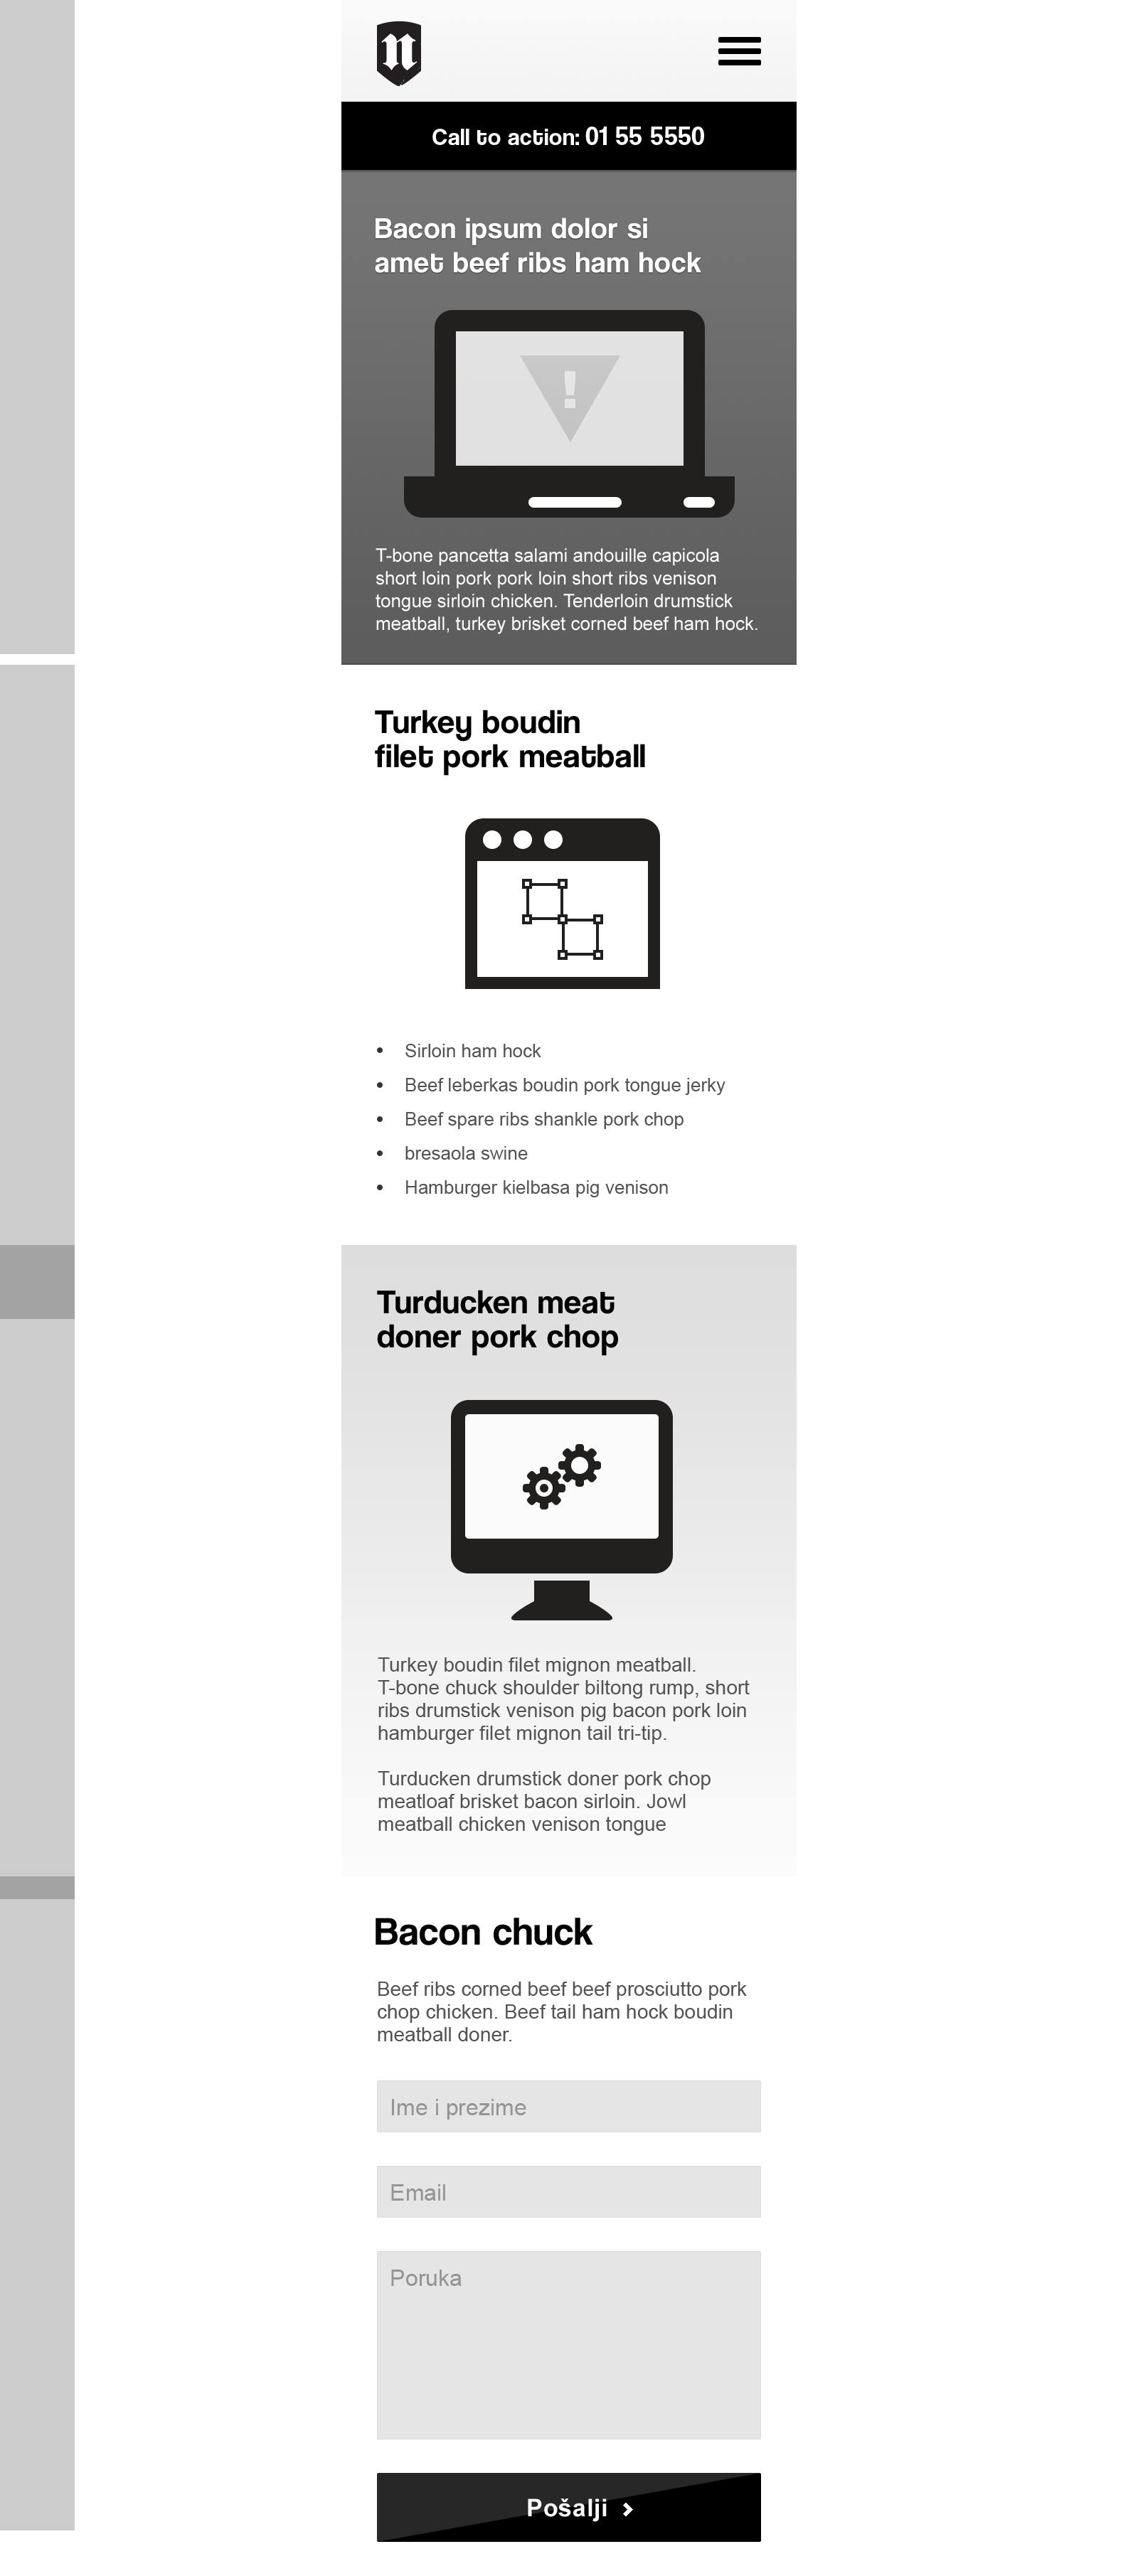 n
Call to action: 01 55 5550
Bacon ipsum dolor si
amet beef ribs ham hock
!
T-bone pancetta salami andouille capicola
short loin pork pork loin short ribs venison
tongue sirloin chicken. Tenderloin drumstick
meatball, turkey brisket corned beef ham hock.
Turkey boudin
filet pork meatball
• Sirloin ham hock
• Beef leberkas boudin pork tongue jerky
• Beef spare ribs shankle pork chop
• bresaola swine
• Hamburger kielbasa pig venison
Turducken meat
doner pork chop
Turkey boudin filet mignon meatball.
T-bone chuck shoulder biltong rump, short
ribs drumstick venison pig bacon pork loin
hamburger filet mignon tail tri-tip.
Turducken drumstick doner pork chop
meatloaf brisket bacon sirloin. Jowl
meatball chicken venison tongue
Bacon chuck
Beef ribs corned beef beef prosciutto pork
chop chicken. Beef tail ham hock boudin
meatball doner.
Ime i prezime
Email
Poruka
Pošalji